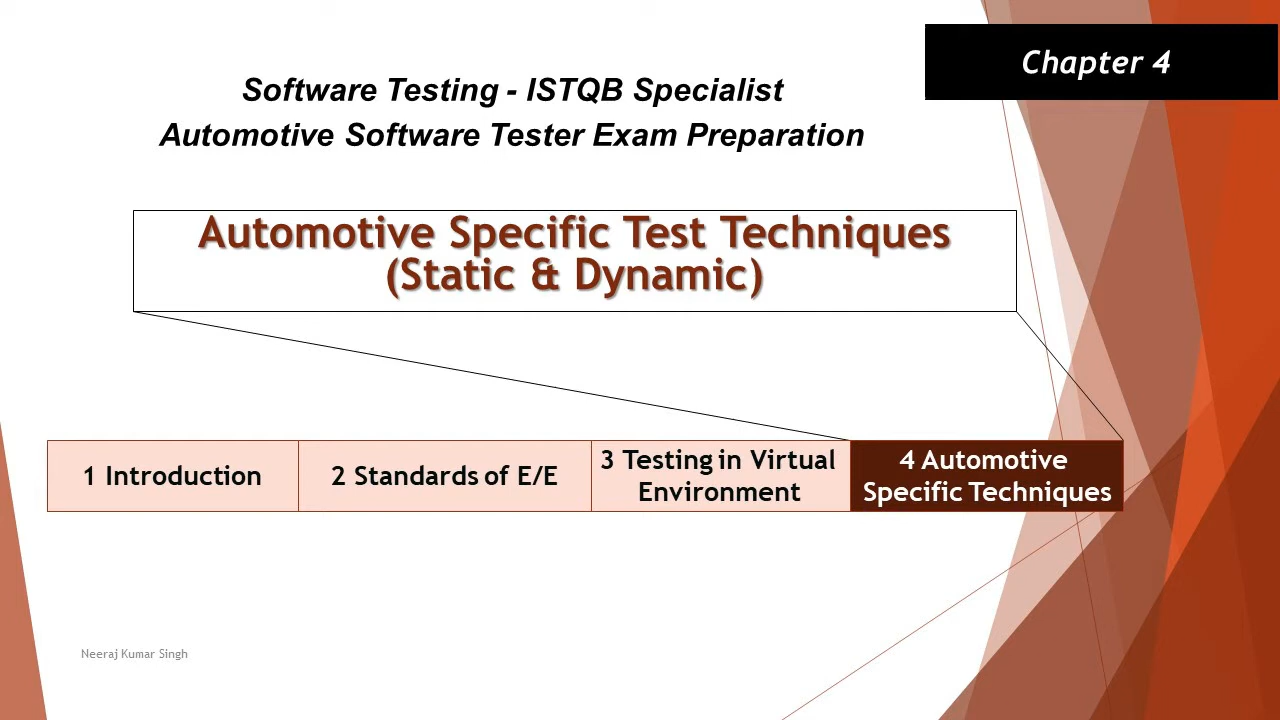 Chapter 4
Software Testing - ISTQB Specialist
Automotive Software Tester Exam Preparation
Automotive Specific Test Techniques
(Static & Dynamic)
1 Introduction
2 Standards of E/E
3 Testing in Virtual
Environment
4 Automotive
Specific Techniques
Neeraj Kumar Singh